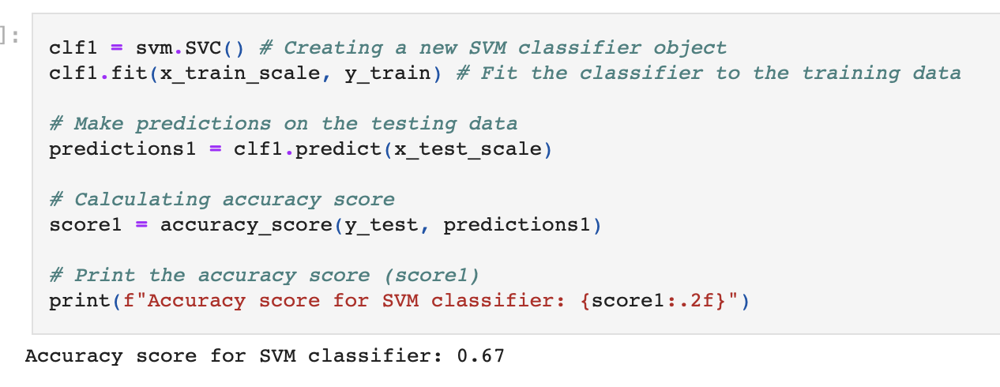 ]:
clf1 = svm.SVC() # Creating a new SVM classifier object
clf1.fit(x_train_scale, y_train) # Fit the classifier to the training data
# Make predictions on the testing data
predictions1 = clf1.predict(x_test_scale)
# Calculating accuracy score
score1 = accuracy_score(y_test, predictions1)
# Print the accuracy score (score1)
print(f"Accuracy score for SVM classifier: {score1:.2f}")
Accuracy score for SVM classifier: 0.67